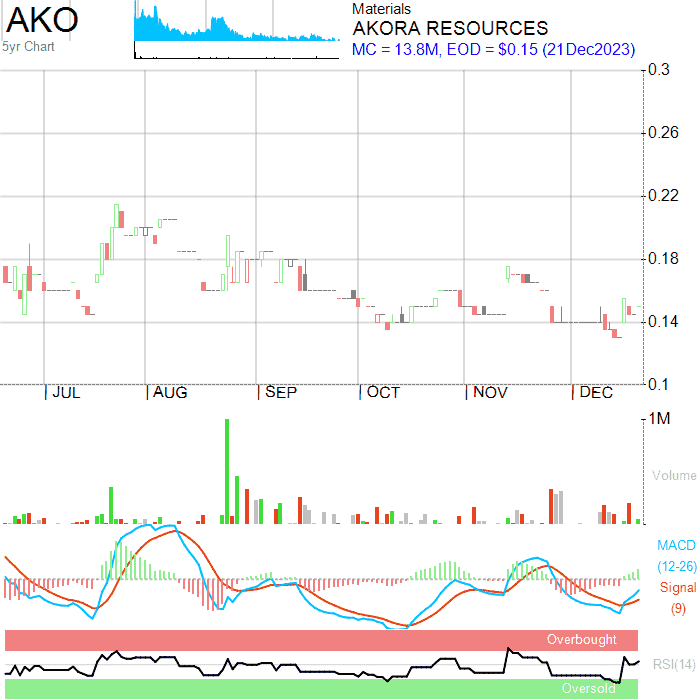 AKO
5yr Chart
Materials
AKORA RESOURCES
MC = 13.8M, EOD = $0.15 (21Dec2023)
0.3
0.26
0.22
0.18
0.14
0.1
JUL AUG SEP OCT NOV DEC
1M
Volume
MACD
(12-26)
Signal
(9)
Overbought
RSI(14)
Oversold